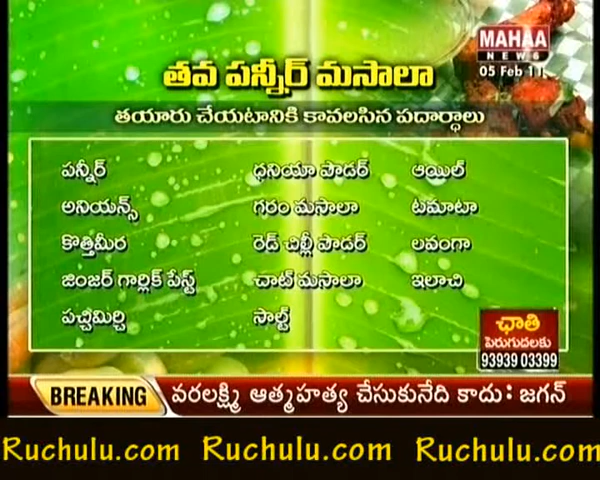 MAHAA
NEWS
05 Feb 11
తవ పన్నీర్ మసాలా
తయారు చేయటానికి కావలసిన పదార్థాలు
పన్నీర్ ధనియా పౌడర్ ఆయిల్
అనియన్స్ గరం మసాలా టమాటా
కొత్తిమీర రెడ్ చిల్లీ పౌడర్ లవంగా
జింజర్ గార్లిక్ పేస్ట్ చాట్ మసాలా ఇలాచి
పచ్చిమిర్చి సాల్ట్
ఛాతి
పెరుగుదలకు
93939 03399
BREAKING వరలక్ష్మి ఆత్మహత్య చేసుకునేది కాదు: జగన్
Ruchulu.com Ruchulu.com Ruchulu.com